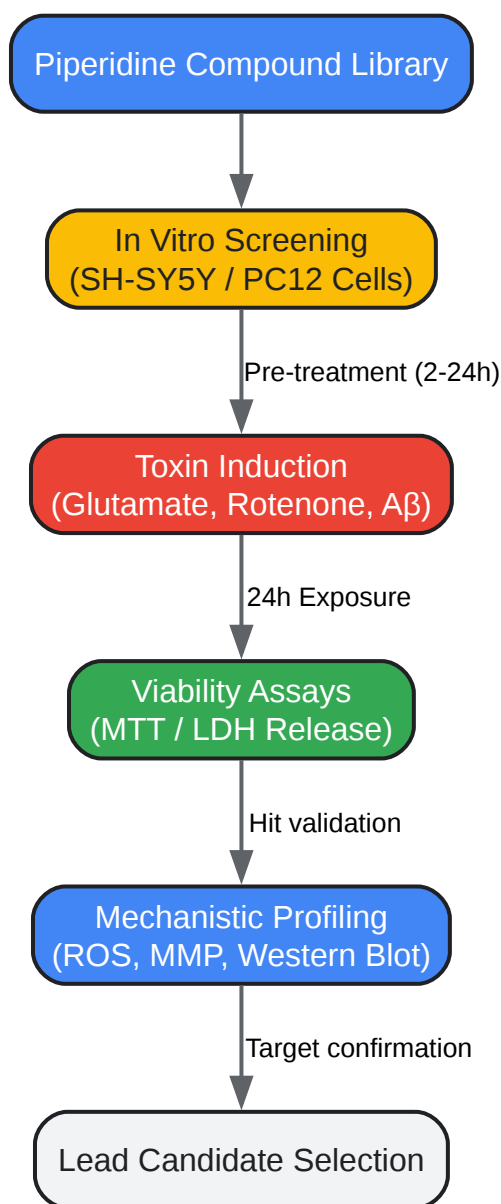 Piperidine Compound Library
In Vitro Screening
(SH-SY5Y / PC12 Cells)
Pre-treatment (2-24h)
Toxin Induction
(Glutamate, Rotenone, Aβ)
24h Exposure
Viability Assays
(MTT / LDH Release)
Hit validation
Mechanistic Profiling
(ROS, MMP, Western Blot)
Target confirmation
Lead Candidate Selection